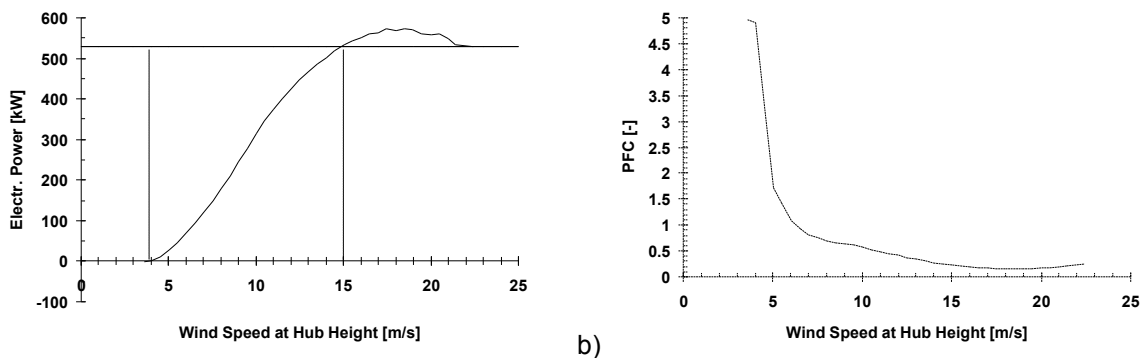 600
500
400
300
200
100
0
-100
Electr. Power [kW]
0 5 10 15 20 25
Wind Speed at Hub Height [m/s]
b)
5
4.5
4
3.5
3
2.5
2
1.5
1
0.5
0
PFC [-]
0 5 10 15 20 25
Wind Speed at Hub Height [m/s]